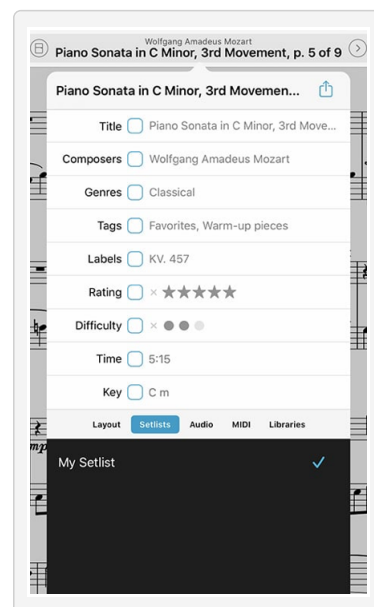 Wolfgang Amadeus Mozart
Piano Sonata in C Minor, 3rd Movement, p. 5 of 9
Piano Sonata in C Minor, 3rd Movemen...
Title Piano Sonata in C Minor, 3rd Move...
Composers Wolfgang Amadeus Mozart
Genres Classical
Tags Favorites, Warm-up pieces
Labels KV. 457
Rating × ★★★★★
Difficulty ×
Time 5:15
Key C m
Layout Setlists Audio MIDI Libraries
mp
My Setlist